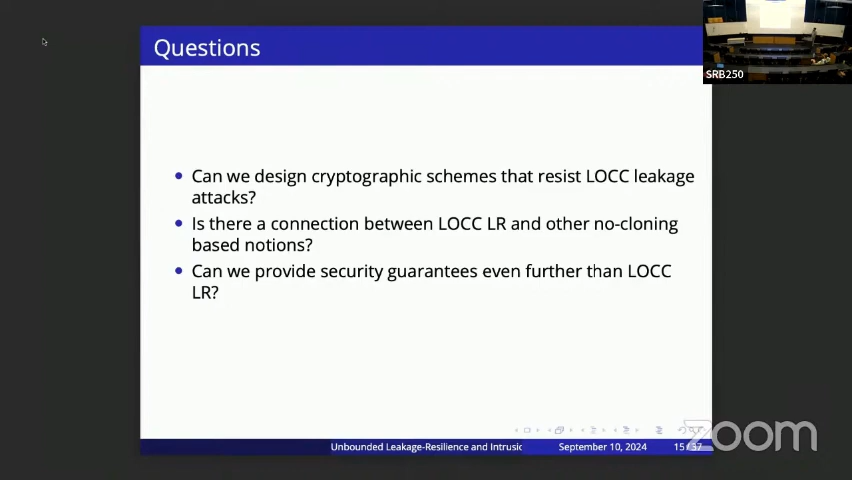 Questions
SRB250
Can we design cryptographic schemes that resist LOCC leakage
attacks?
Is there a connection between LOCC LR and other no-cloning
based notions?
Can we provide security guarantees even further than LOCC
LR?
Unbounded Leakage-Resilience and Intrusic
September 10, 2024
15 / 37
zoom